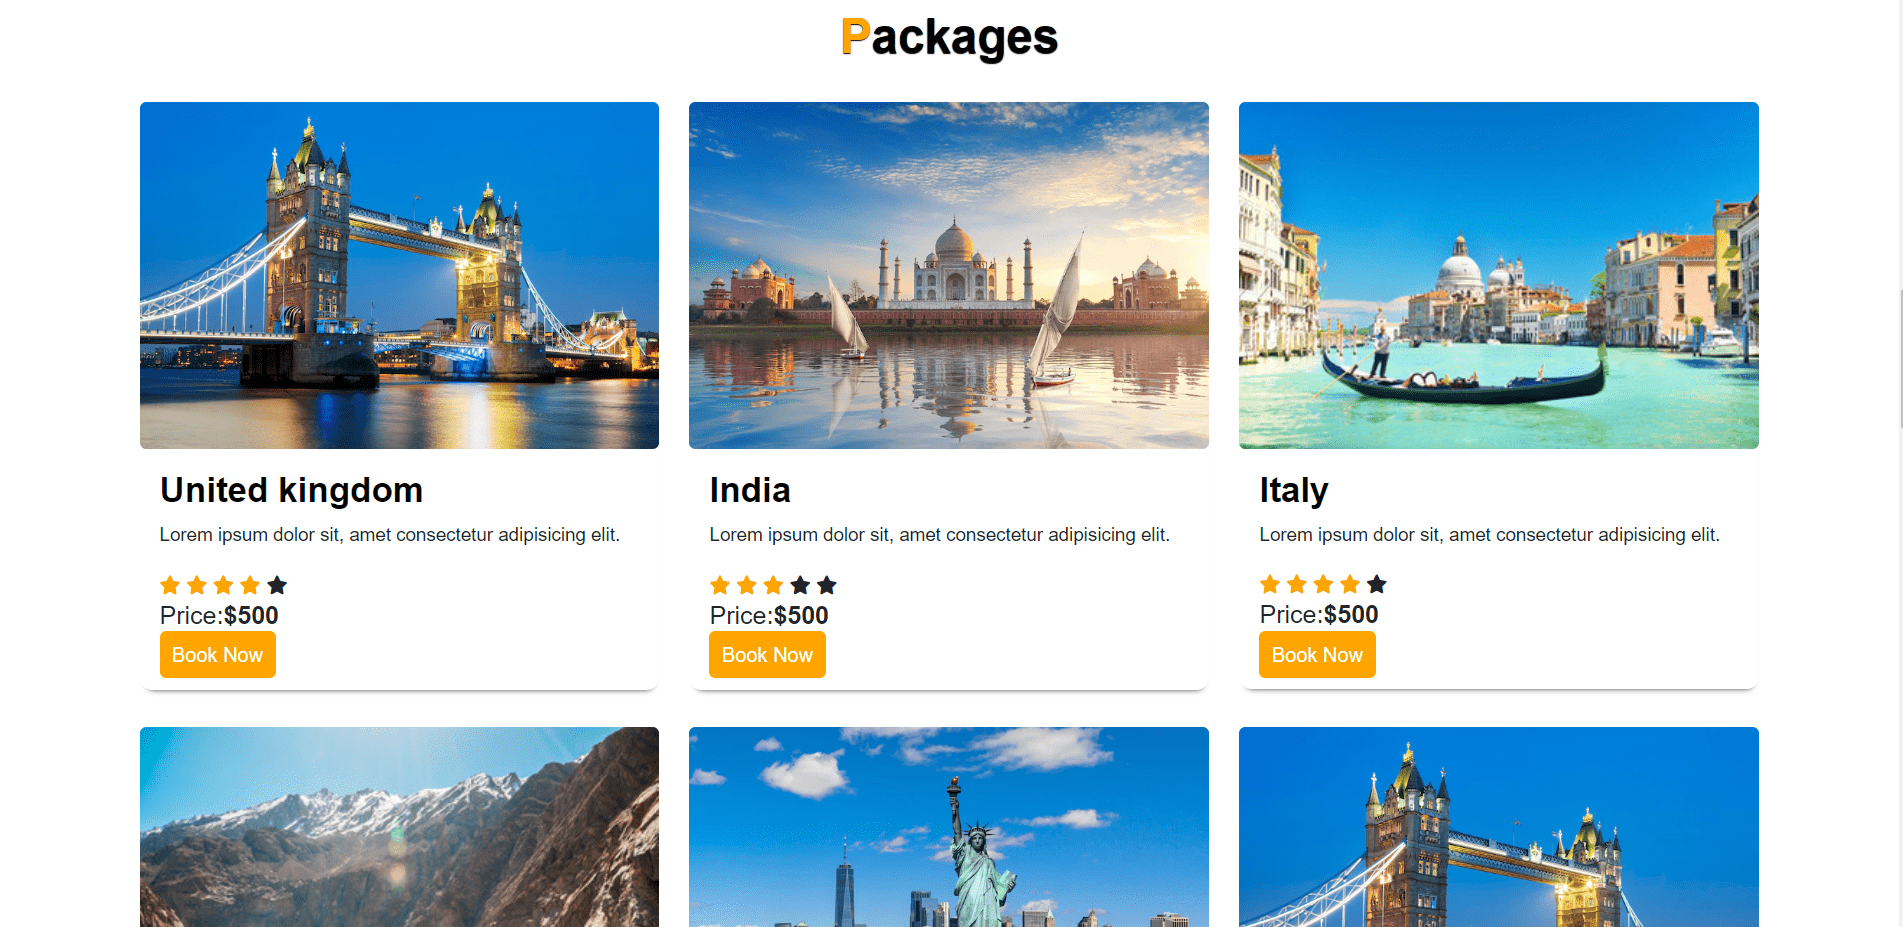 Packages
United kingdom
Lorem ipsum dolor sit, amet consectetur adipisicing elit.
Price:$500
Book Now
India
Lorem ipsum dolor sit, amet consectetur adipisicing elit.
Price:$500
Book Now
Italy
Lorem ipsum dolor sit, amet consectetur adipisicing elit.
Price:$500
Book Now